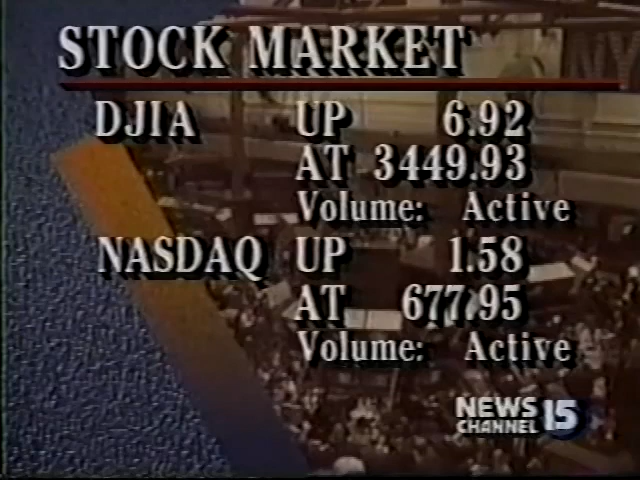 STOCK MARKET
DJIA UP 6.92
AT 3449.93
Volume: Active
NASDAQ UP 1.58
AT 677.95
Volume: Active
NEWS CHANNEL 15